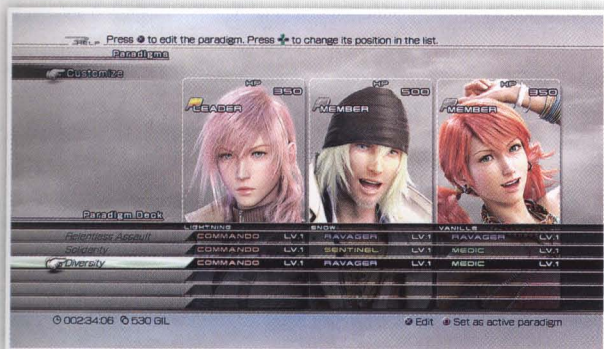 HELP Press to edit the paradigm. Press to change its position in the list.
Paradigms
Customize
HP 350 HP 500 HP 350
LEADER MEMBER MEMBER
Paradigm Deck
LIGHTNING SNOW VANILLE
Relentless Assault COMMANDO LV.1 RAVAGER LV.1 RAVAGER LV.1
Solidarity COMMANDO LV.1 SENTINEL LV.1 MEDIC LV.1
Diversity COMMANDO LV.1 RAVAGER LV.1 MEDIC LV.1
002:34:06 530 GIL Edit Set as active paradigm